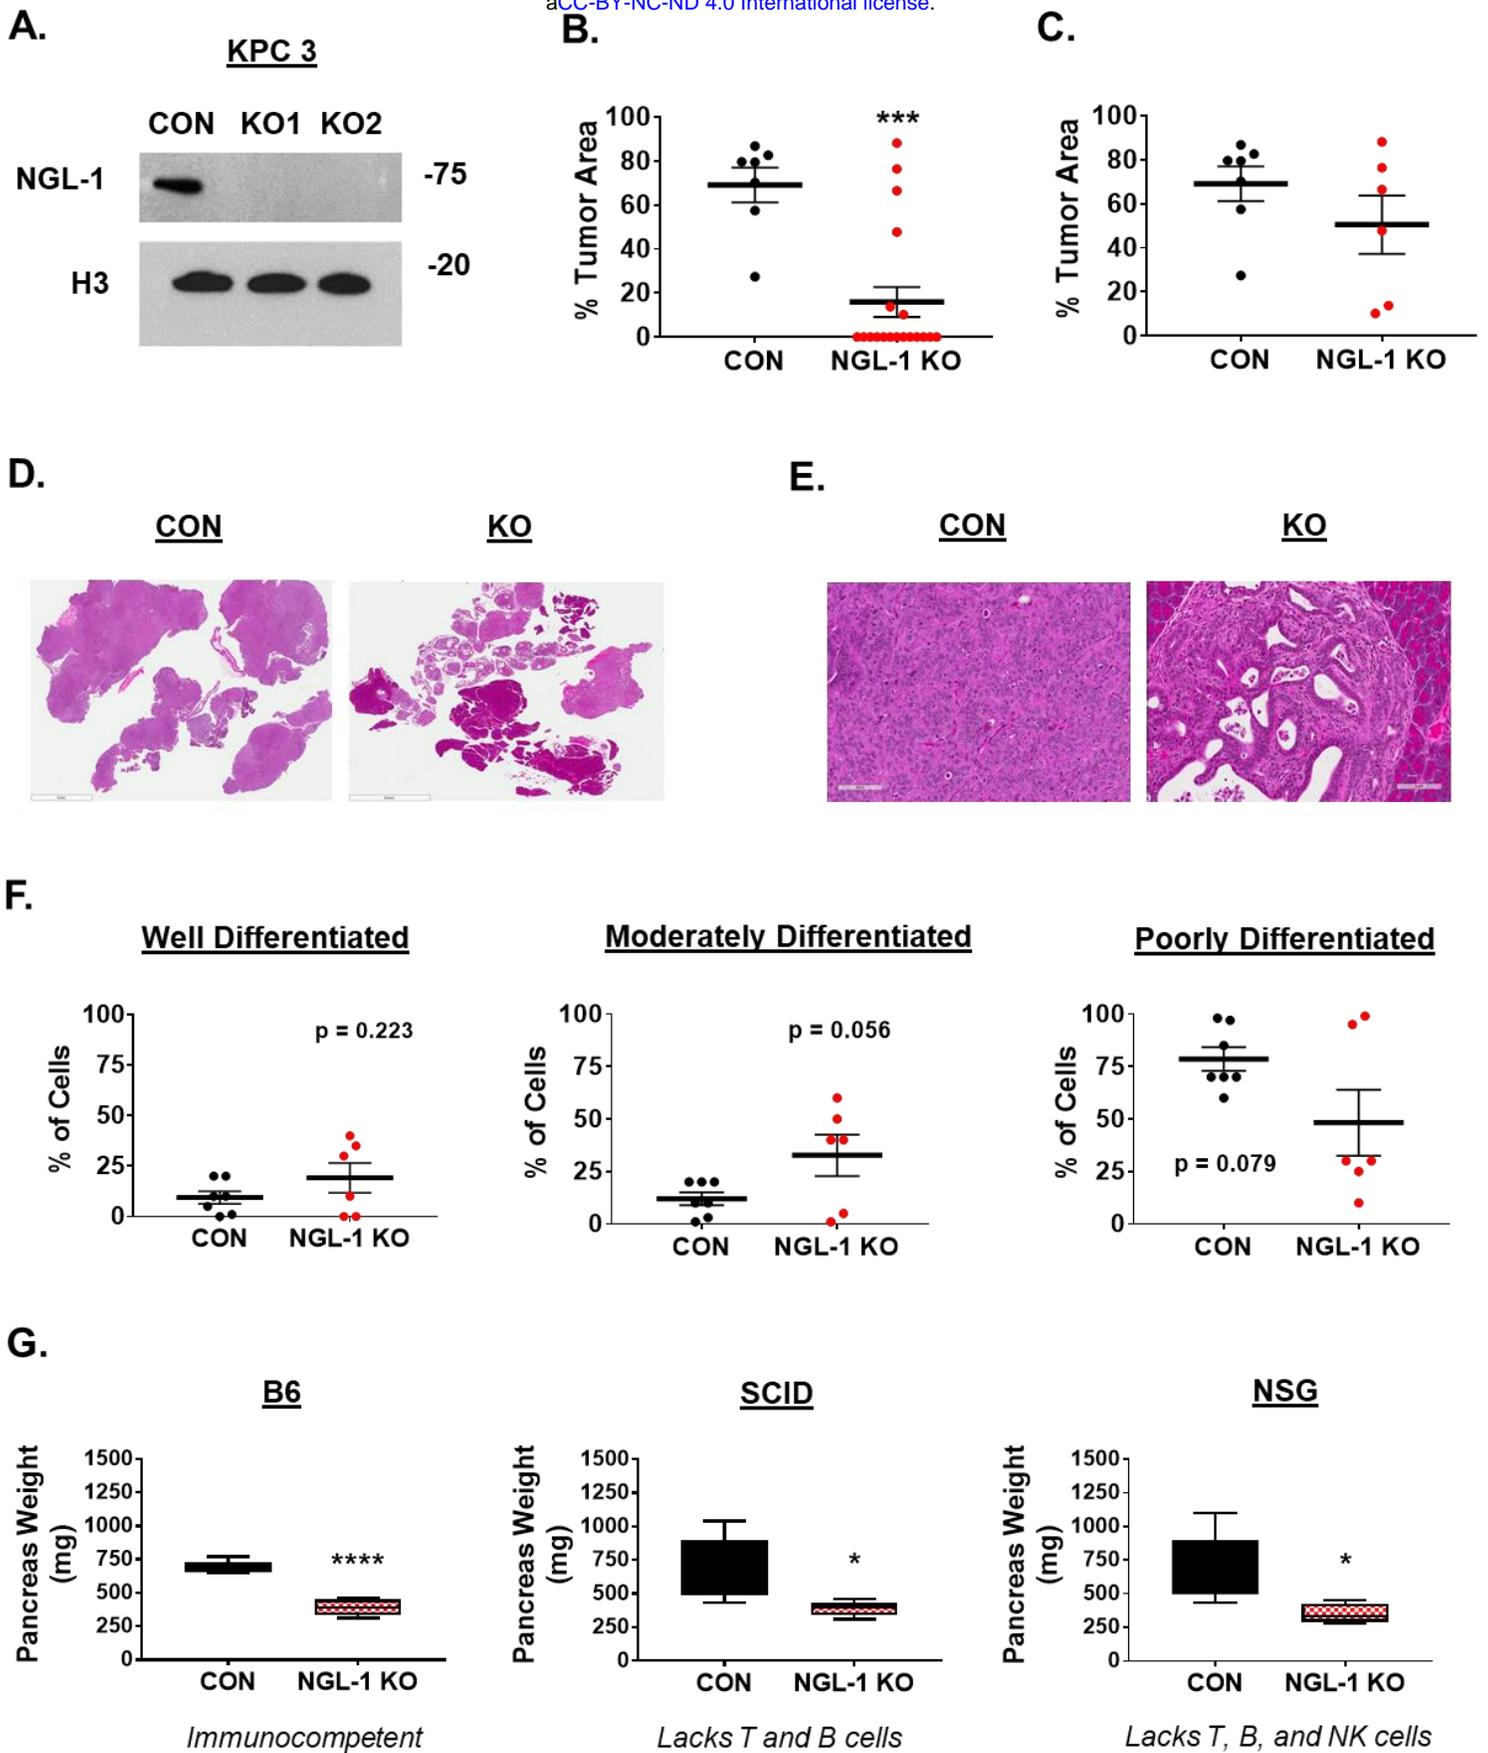 aCC-BY-NC-ND 4.0 International license.
A.
KPC 3
CON KO1 KO2
NGL-1
-75
H3
-20
B.
% Tumor Area
100
80
60
40
20
0
***
CON NGL-1 KO
C.
% Tumor Area
100
80
60
40
20
0
CON NGL-1 KO
D.
CON KO
E.
CON KO
F.
Well Differentiated
% of Cells
100
75
50
25
0
p = 0.223
CON NGL-1 KO
Moderately Differentiated
% of Cells
100
75
50
25
0
p = 0.056
CON NGL-1 KO
Poorly Differentiated
% of Cells
100
75
50
25
0
p = 0.079
CON NGL-1 KO
G.
B6
Pancreas Weight
(mg)
1500
1250
1000
750
500
250
0
****
CON NGL-1 KO
Immunocompetent
SCID
Pancreas Weight
(mg)
1500
1250
1000
750
500
250
0
*
CON NGL-1 KO
Lacks T and B cells
NSG
Pancreas Weight
(mg)
1500
1250
1000
750
500
250
0
*
CON NGL-1 KO
Lacks T, B, and NK cells